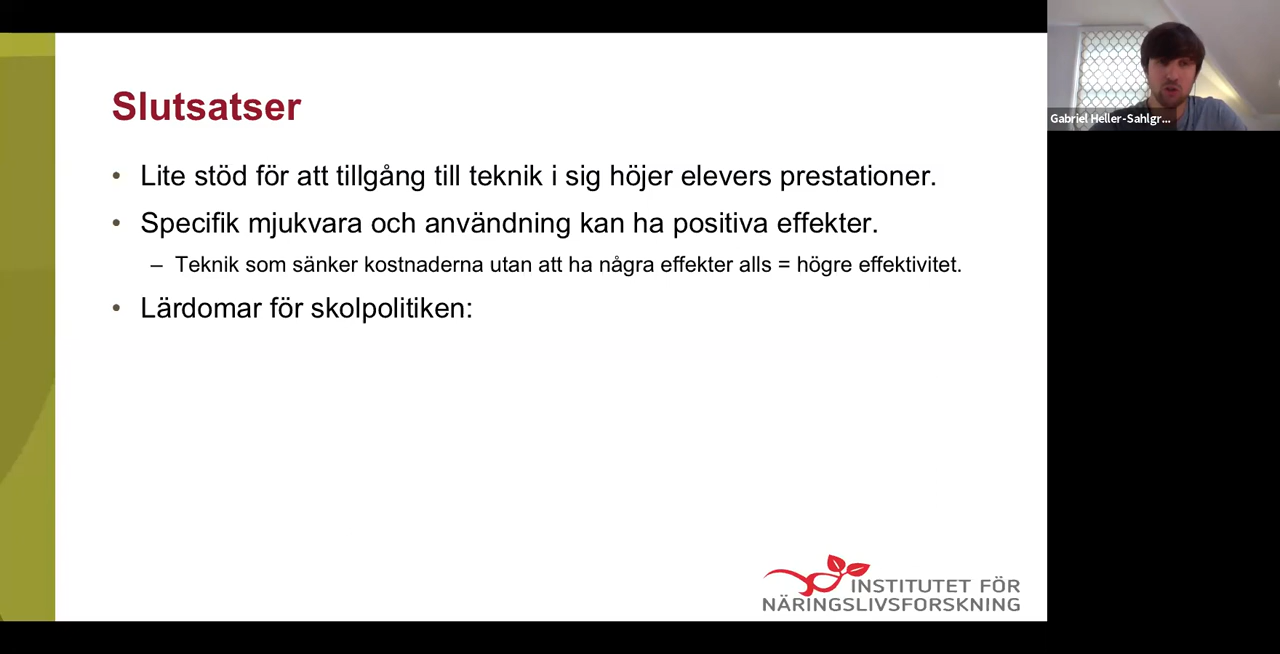 Slutsatser
• Lite stöd för att tillgång till teknik i sig höjer elevers prestationer.
• Specifik mjukvara och användning kan ha positiva effekter.
– Teknik som sänker kostnaderna utan att ha några effekter alls = högre effektivitet.
• Lärdomar för skolpolitiken:
Gabriel Heller-Sahlgr...
INSTITUTET FÖR
NÄRINGSLIVSFORSKNING